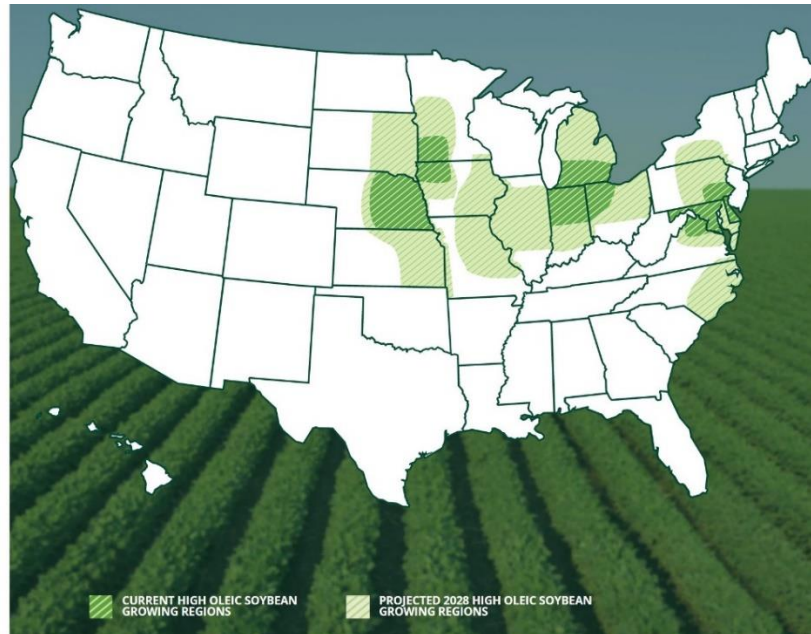 CURRENT HIGH OLEIC SOYBEAN
GROWING REGIONS
PROJECTED 2028 HIGH OLEIC SOYBEAN
GROWING REGIONS